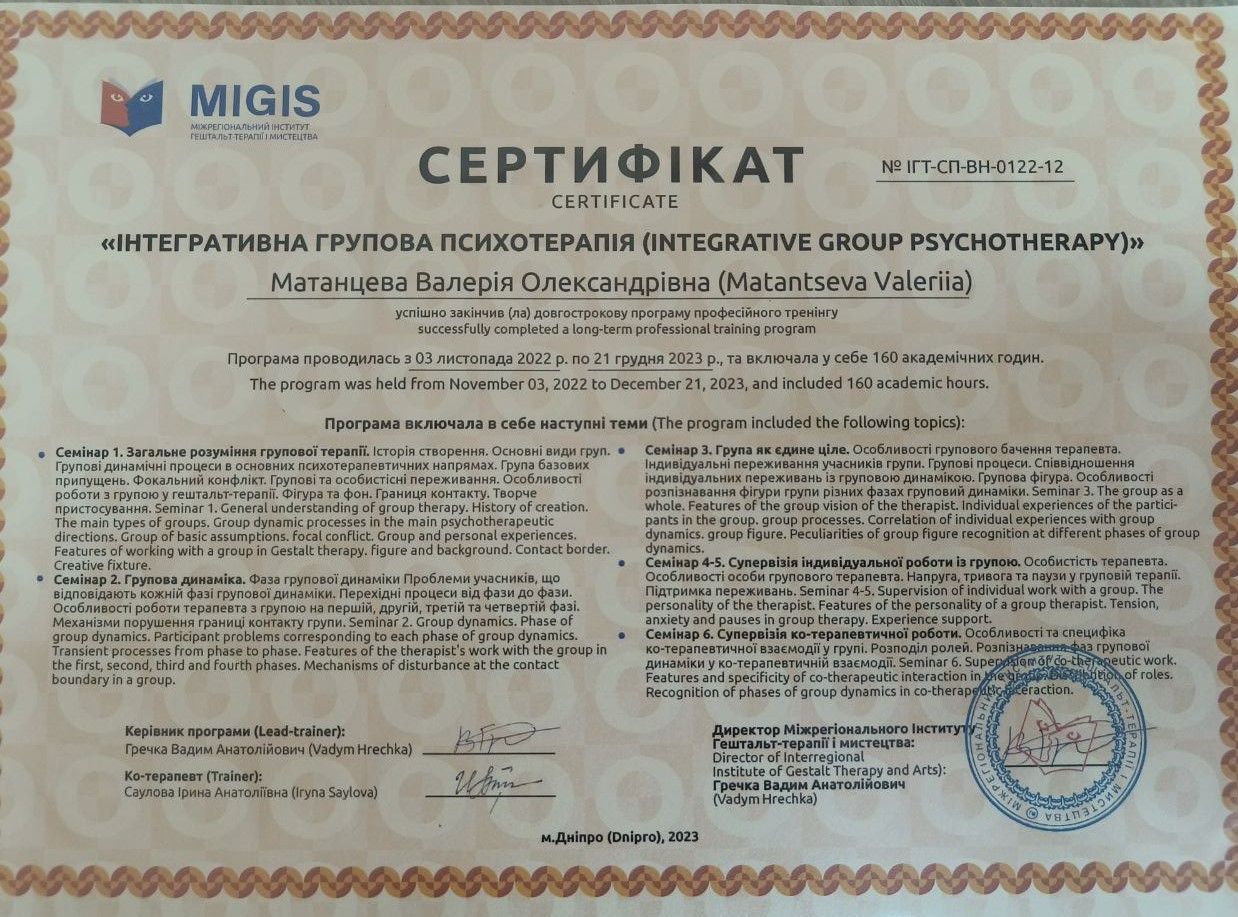 MIGIS
МІЖРЕГІОНАЛЬНИЙ ІНСТИТУТ
ГЕШТАЛЬТ-ТЕРАПІЇ І МИСТЕЦТВА
СЕРТИФІКАТ
№ ІГТ-СП-ВН-0122-12
CERTIFICATE
«ІНТЕГРАТИВНА ГРУПОВА ПСИХОТЕРАПІЯ (INTEGRATIVE GROUP PSYCHOTHERAPY)»
Матанцева Валерія Олександрівна (Matantseva Valeriia)
успішно закінчив (ла) довгострокову програму професійного тренінгу
successfully completed a long-term professional training program
Програма проводилась з 03 листопада 2022 р. по 21 грудня 2023 р., та включала у себе 160 академічних годин.
The program was held from November 03, 2022 to December 21, 2023, and included 160 academic hours.
Програма включала в себе наступні теми (The program included the following topics):
• Семінар 1. Загальне розуміння групової терапії. Історія створення. Основні види груп.
Групові динамічні процеси в основних психотерапевтичних напрямах. Група базових
припущень. Фокальний конфлікт. Групові та особистісні переживання. Особливості
роботи з групою у гештальт-терапії. Фігура та фон. Границя контакту. Творче
пристосування. Seminar 1. General understanding of group therapy. History of creation.
The main types of groups. Group dynamic processes in the main psychotherapeutic
directions. Group of basic assumptions. focal conflict. Group and personal experiences.
Features of working with a group in Gestalt therapy. figure and background. Contact border.
Creative fixture.
• Семінар 2. Групова динаміка. Фаза групової динаміки Проблеми учасників, що
відповідають кожній фазі групової динаміки. Перехідні процеси від фази до фази.
Особливості роботи терапевта з групою на першій, другій, третій та четвертій фазі.
Механізми порушення границі контакту групи. Seminar 2. Group dynamics. Phase of
group dynamics. Participant problems corresponding to each phase of group dynamics.
Transient processes from phase to phase. Features of the therapist's work with the group in
the first, second, third and fourth phases. Mechanisms of disturbance at the contact
boundary in a group.
• Семінар 3. Група як єдине ціле. Особливості групового бачення терапевта.
Індивідуальні переживання учасників групи. Групові процеси. Співвідношення
індивідуальних переживань із груповою динамікою. Групова фігура. Особливості
розпізнавання фігури групи різних фазах груповий динаміки. Seminar 3. The group as a
whole. Features of the group vision of the therapist. Individual experiences of the partici-
pants in the group. group processes. Correlation of individual experiences with group
dynamics. group figure. Peculiarities of group figure recognition at different phases of group
dynamics.
• Семінар 4-5. Супервізія індивідуальної роботи із групою. Особистість терапевта.
Особливості особи групового терапевта. Напруга, тривога та паузи у груповій терапії.
Підтримка переживань. Seminar 4-5. Supervision of individual work with a group. The
personality of the therapist. Features of the personality of a group therapist. Tension,
anxiety and pauses in group therapy. Experience support.
• Семінар 6. Супервізія ко-терапевтичної роботи. Особливості та специфіка
ко-терапевтичної взаємодії у групі. Розподіл ролей. Розпізнавання фаз групової
динаміки у ко-терапевтичній взаємодії. Seminar 6. Supervision of co-therapeutic work.
Features and specificity of co-therapeutic interaction in the group. Distribution of roles.
Recognition of phases of group dynamics in co-therapeutic interaction.
Керівник програми (Lead-trainer):
Гречка Вадим Анатолійович (Vadym Hrechka)
Ко-терапевт (Trainer):
Саулова Ірина Анатоліївна (Iryna Saylova)
Директор Міжрегіонального Інституту
Гештальт-терапії і мистецтва:
Director of Interregional
Institute of Gestalt Therapy and Arts):
Гречка Вадим Анатолійович
(Vadym Hrechka)
м.Дніпро (Dnipro), 2023